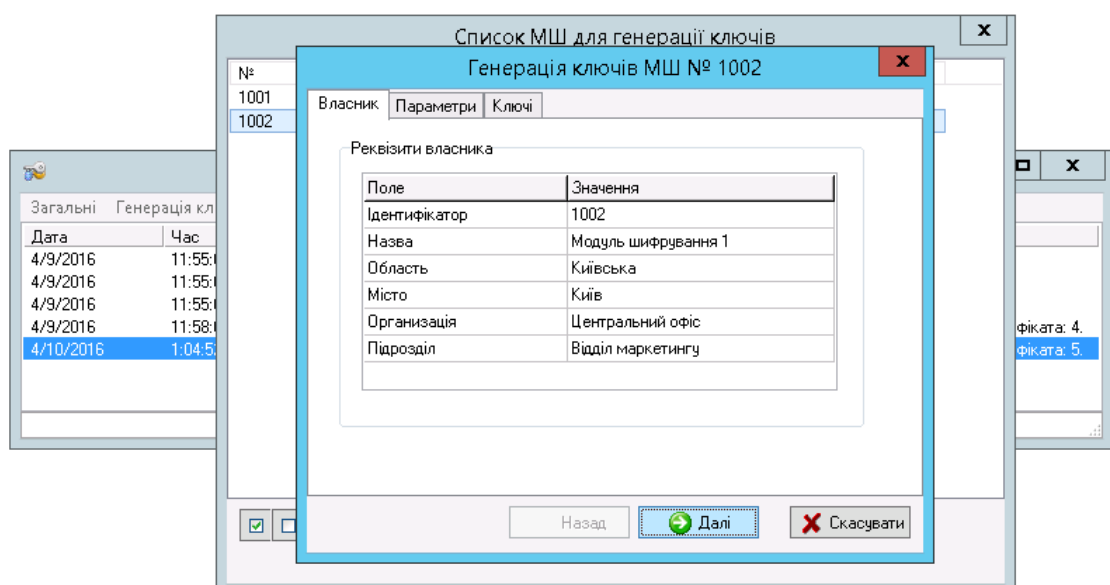 Список МШ для генерації ключів
Генерація ключів МШ № 1002
№
1001
1002
Власник Параметри Ключі
Реквізити власника
Поле Значення
Ідентифікатор 1002
Назва Модуль шифрування 1
Область Київська
Місто Київ
Организація Центральний офіс
Підрозділ Відділ маркетингу
Назад Далі Скасувати
Загальні Генерація кл
Дата Час
4/9/2016 11:55:
4/9/2016 11:55:
4/9/2016 11:55:
4/9/2016 11:58: фіката: 4.
4/10/2016 1:04:5 фіката: 5.